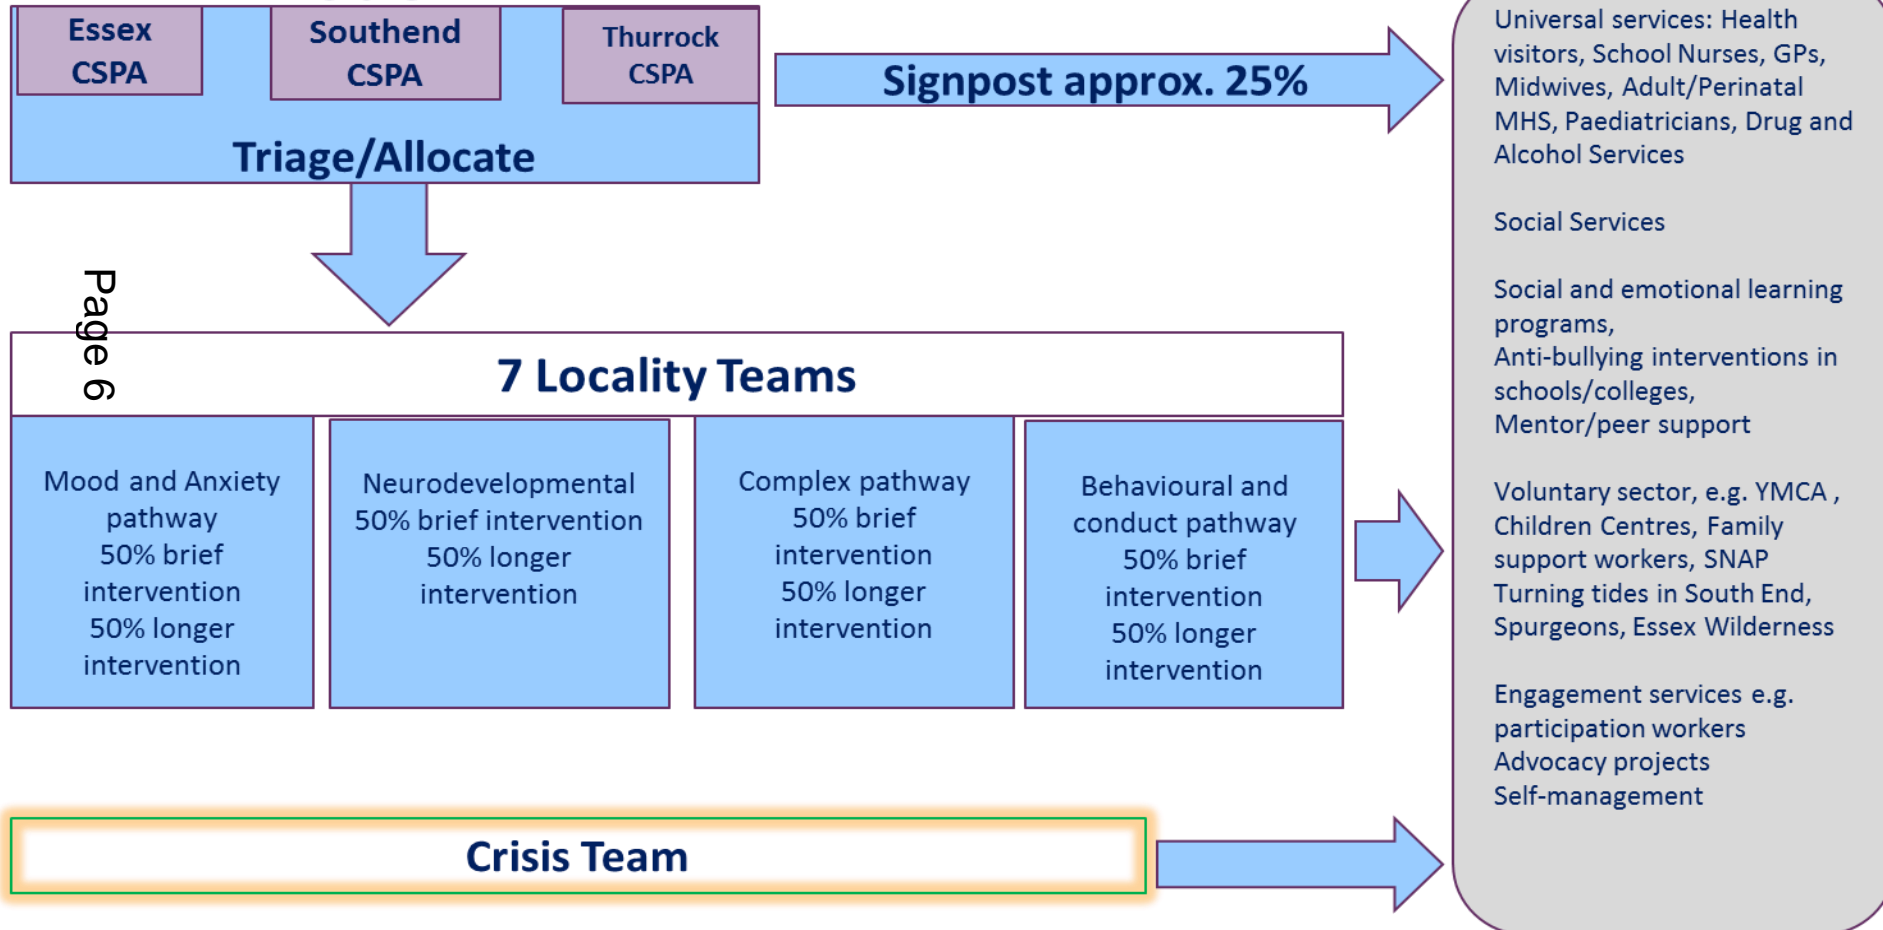 Essex
CSPA
Southend
CSPA
Thurrock
CSPA
Triage/Allocate
Signpost approx. 25%
Page 6
7 Locality Teams
Mood and Anxiety
pathway
50% brief
intervention
50% longer
intervention
Neurodevelopmental
50% brief intervention
50% longer
intervention
Complex pathway
50% brief
intervention
50% longer
intervention
Behavioural and
conduct pathway
50% brief
intervention
50% longer
intervention
Crisis Team
Universal services: Health
visitors, School Nurses, GPs,
Midwives, Adult/Perinatal
MHS, Paediatricians, Drug and
Alcohol Services
Social Services
Social and emotional learning
programs,
Anti-bullying interventions in
schools/colleges,
Mentor/peer support
Voluntary sector, e.g. YMCA ,
Children Centres, Family
support workers, SNAP
Turning tides in South End,
Spurgeons, Essex Wilderness
Engagement services e.g.
participation workers
Advocacy projects
Self-management